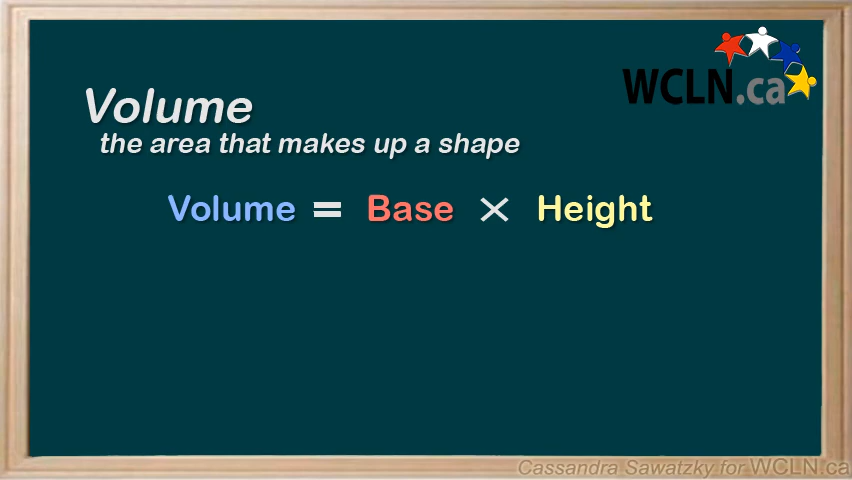 WCLN.ca
Volume
the area that makes up a shape
Volume = Base × Height
Cassandra Sawatzky for WCLN.ca